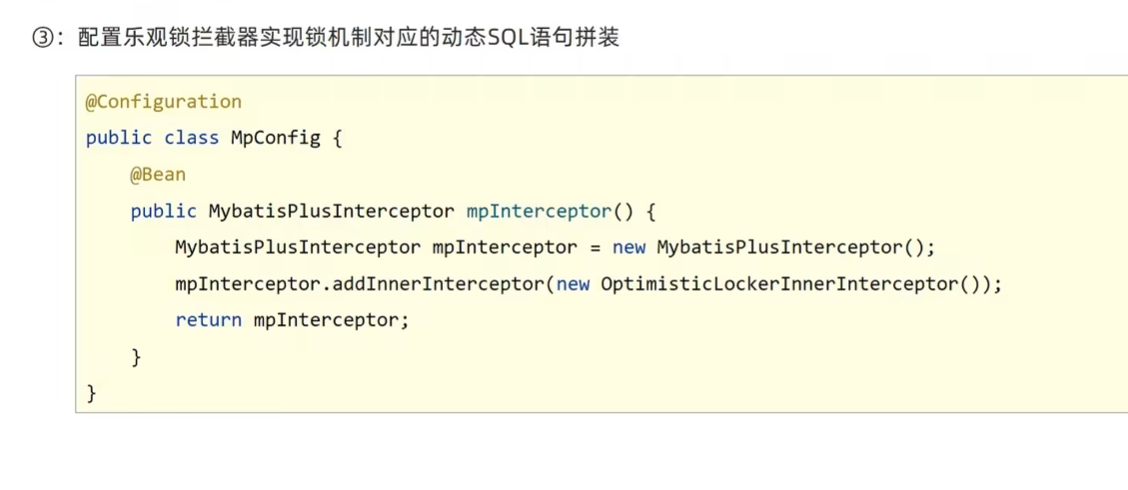 ③：配置乐观锁拦截器实现锁机制对应的动态SQL语句拼装
@Configuration
public class MpConfig {
    @Bean
    public MybatisPlusInterceptor mpInterceptor() {
        MybatisPlusInterceptor mpInterceptor = new MybatisPlusInterceptor();
        mpInterceptor.addInnerInterceptor(new OptimisticLockerInnerInterceptor());
        return mpInterceptor;
    }
}